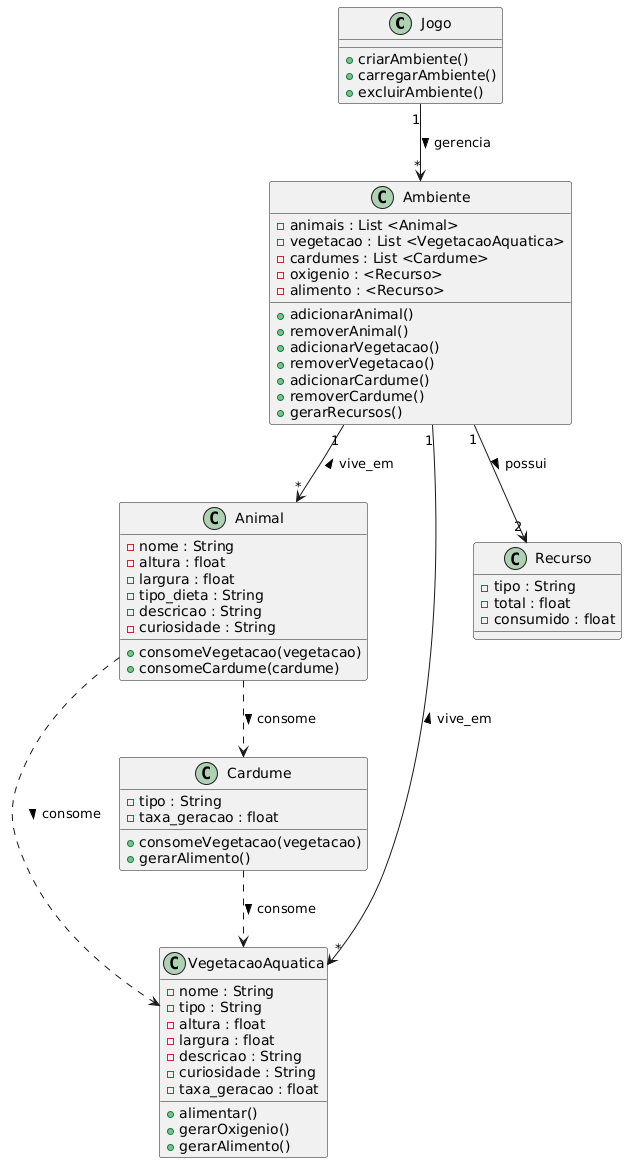 C Jogo
criarAmbiente()
carregarAmbiente()
excluirAmbiente()
1
gerencia
*
C Ambiente
animais : List <Animal>
vegetacao : List <VegetacaoAquatica>
cardumes : List <Cardume>
oxigenio : <Recurso>
alimento : <Recurso>
adicionarAnimal()
removerAnimal()
adicionarVegetacao()
removerVegetacao()
adicionarCardume()
removerCardume()
gerarRecursos()
1 1 1
vive_em possui
* 2
C Animal
nome : String
altura : float
largura : float
tipo_dieta : String
descricao : String
curiosidade : String
consomeVegetacao(vegetacao)
consomeCardume(cardume)
C Recurso
tipo : String
total : float
consumido : float
consome vive_em
C Cardume
tipo : String
taxa_geracao : float
consomeVegetacao(vegetacao)
gerarAlimento()
consome
consome
*
C VegetacaoAquatica
nome : String
tipo : String
altura : float
largura : float
descricao : String
curiosidade : String
taxa_geracao : float
alimentar()
gerarOxigenio()
gerarAlimento()